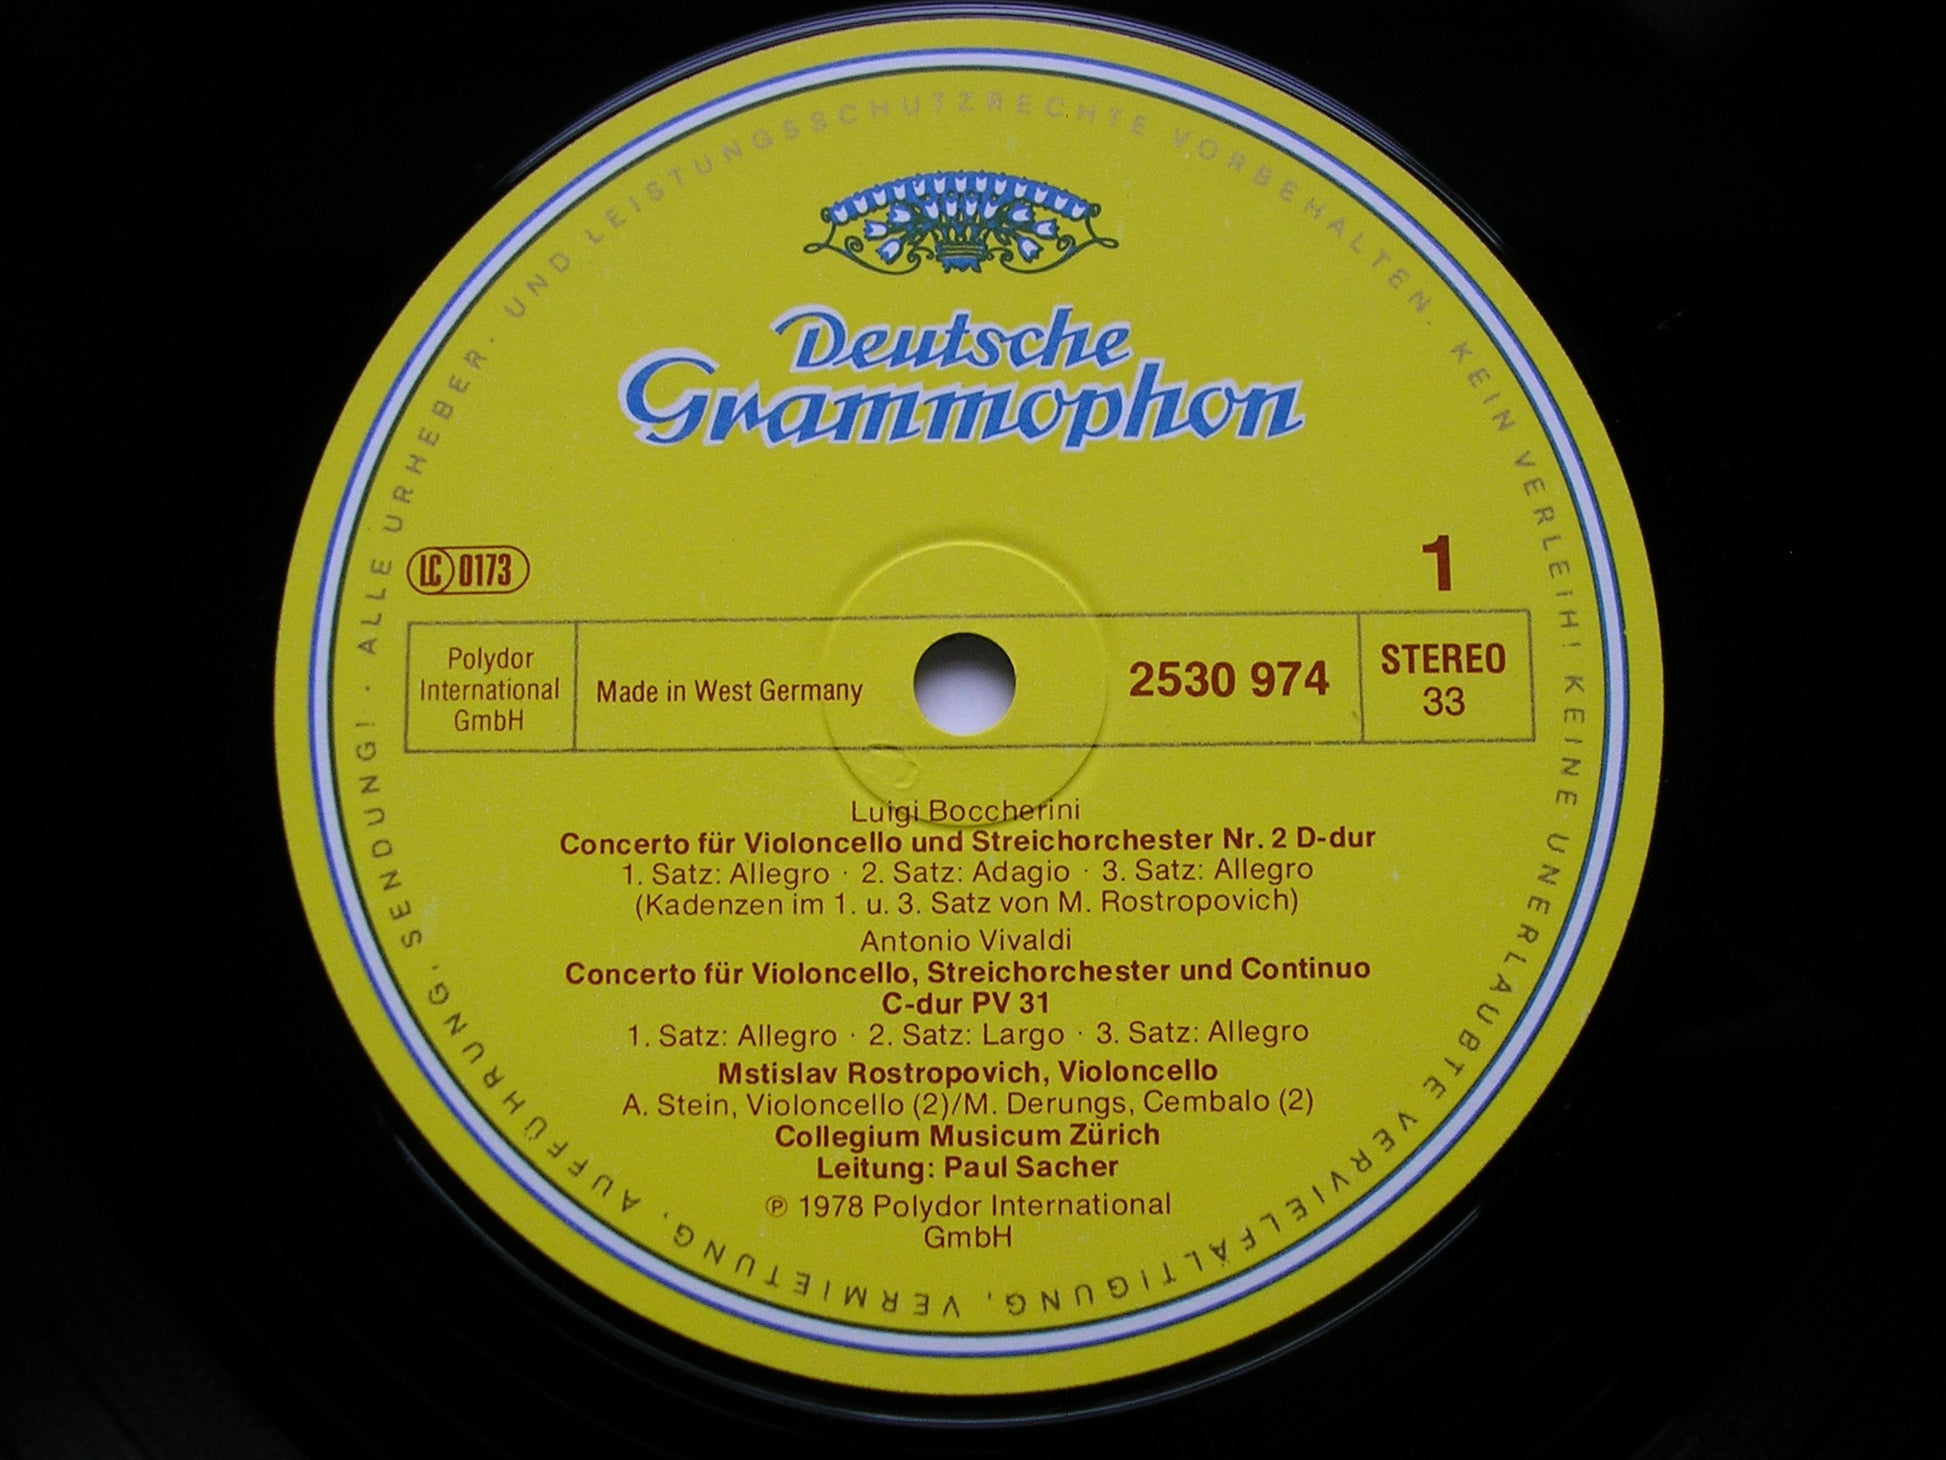 Deutsche
Grammophon
LC 0173
1
Polydor
International
GmbH
Made in West Germany
2530 974
STEREO
33
Luigi Boccherini
Concerto für Violoncello und Streichorchester Nr. 2 D-dur
1. Satz: Allegro · 2. Satz: Adagio · 3. Satz: Allegro
(Kadenzen im 1. u. 3. Satz von M. Rostropovich)
Antonio Vivaldi
Concerto für Violoncello, Streichorchester und Continuo
C-dur PV 31
1. Satz: Allegro · 2. Satz: Largo · 3. Satz: Allegro
Mstislav Rostropovich, Violoncello
A. Stein, Violoncello (2)/M. Derungs, Cembalo (2)
Collegium Musicum Zürich
Leitung: Paul Sacher
℗ 1978 Polydor International
GmbH
ALLE URHEBER- UND LEISTUNGSSCHUTZRECHTE VORBEHALTEN. KEIN VERLEIH! KEINE UNERLAUBTE VERVIELFÄLTIGUNG, VERMIETUNG, AUFFÜHRUNG, SENDUNG! ·